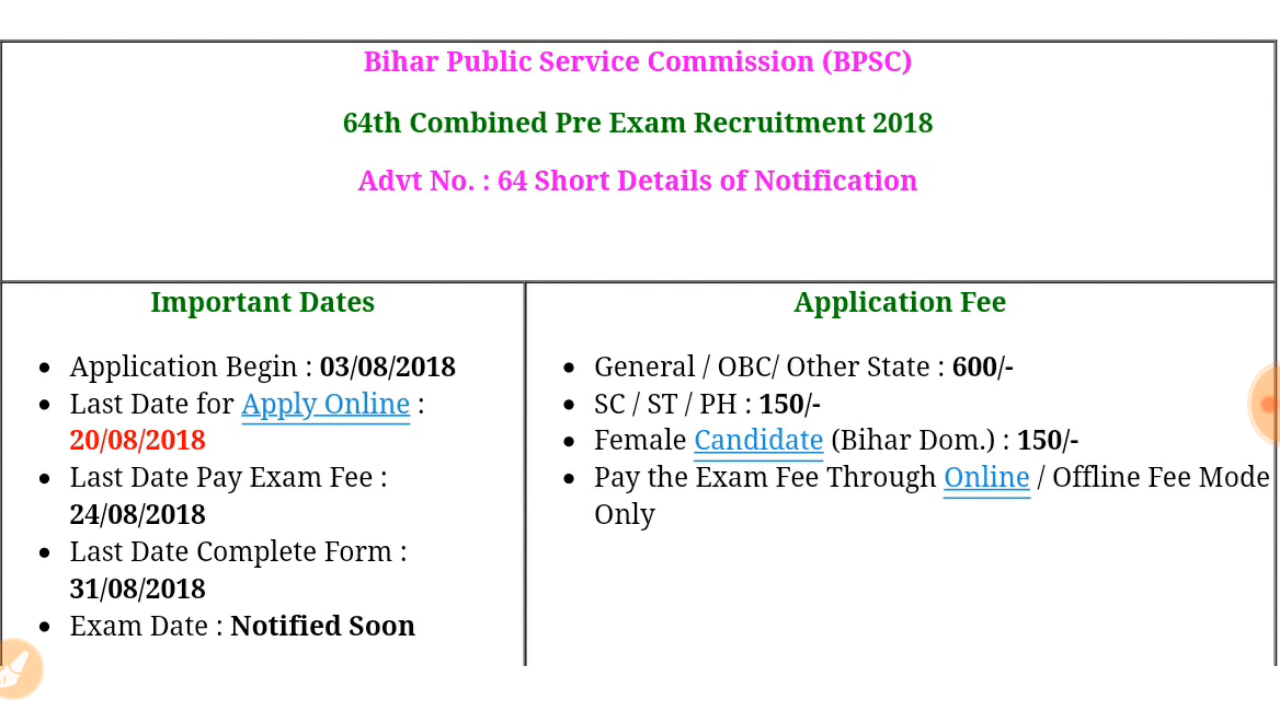 Bihar Public Service Commission (BPSC)
64th Combined Pre Exam Recruitment 2018
Advt No. : 64 Short Details of Notification
Important Dates
• Application Begin : 03/08/2018
• Last Date for Apply Online :
20/08/2018
• Last Date Pay Exam Fee :
24/08/2018
• Last Date Complete Form :
31/08/2018
• Exam Date : Notified Soon
Application Fee
• General / OBC/ Other State : 600/-
• SC / ST / PH : 150/-
• Female Candidate (Bihar Dom.) : 150/-
• Pay the Exam Fee Through Online / Offline Fee Mode
Only